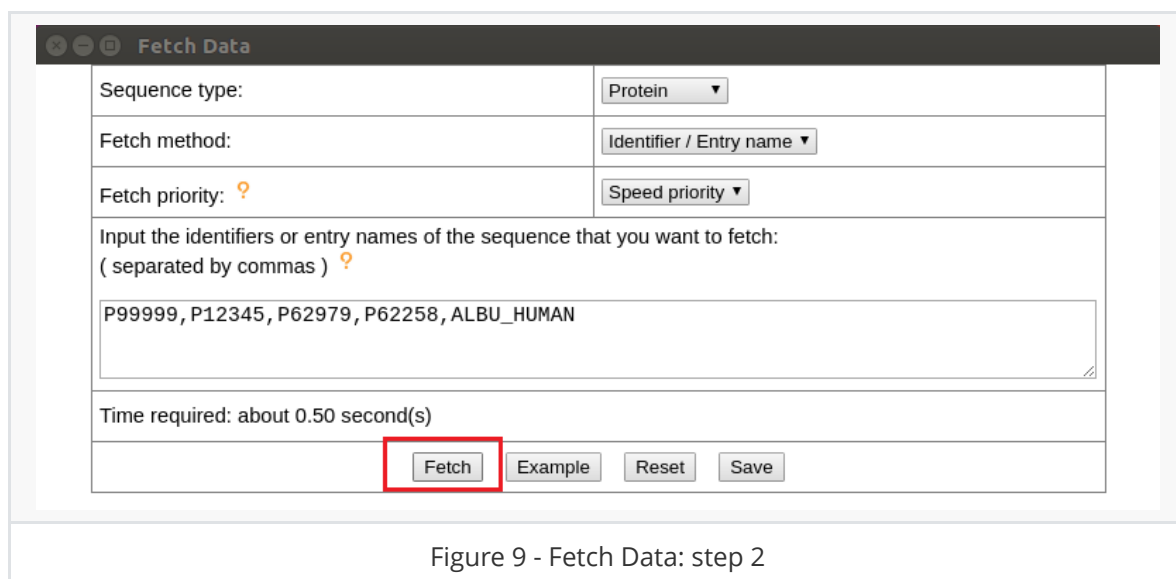 Fetch Data
Sequence type: Protein
Fetch method: Identifier / Entry name
Fetch priority: ? Speed priority
Input the identifiers or entry names of the sequence that you want to fetch:
( separated by commas ) ?
P99999,P12345,P62979,P62258,ALBU_HUMAN
Time required: about 0.50 second(s)
Fetch Example Reset Save
Figure 9 - Fetch Data: step 2